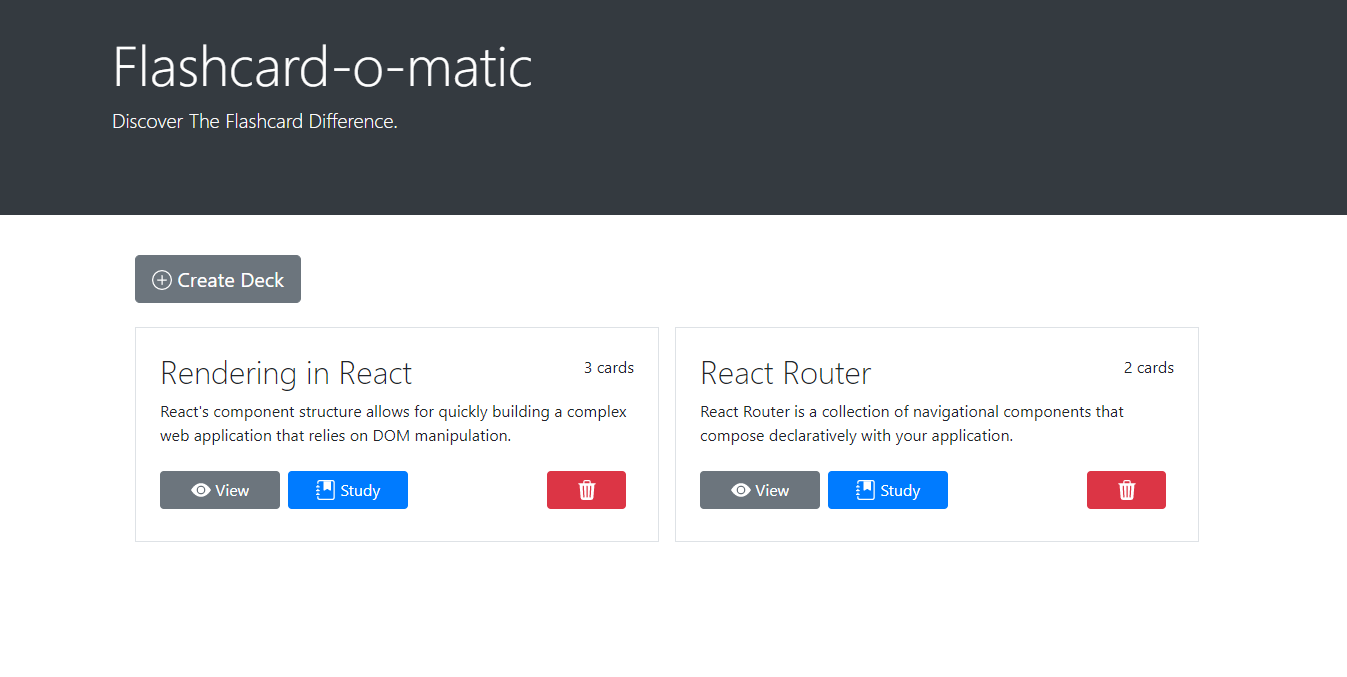 Flashcard-o-matic
Discover The Flashcard Difference.
Create Deck
Rendering in React
3 cards
React's component structure allows for quickly building a complex
web application that relies on DOM manipulation.
View
Study
React Router
2 cards
React Router is a collection of navigational components that
compose declaratively with your application.
View
Study